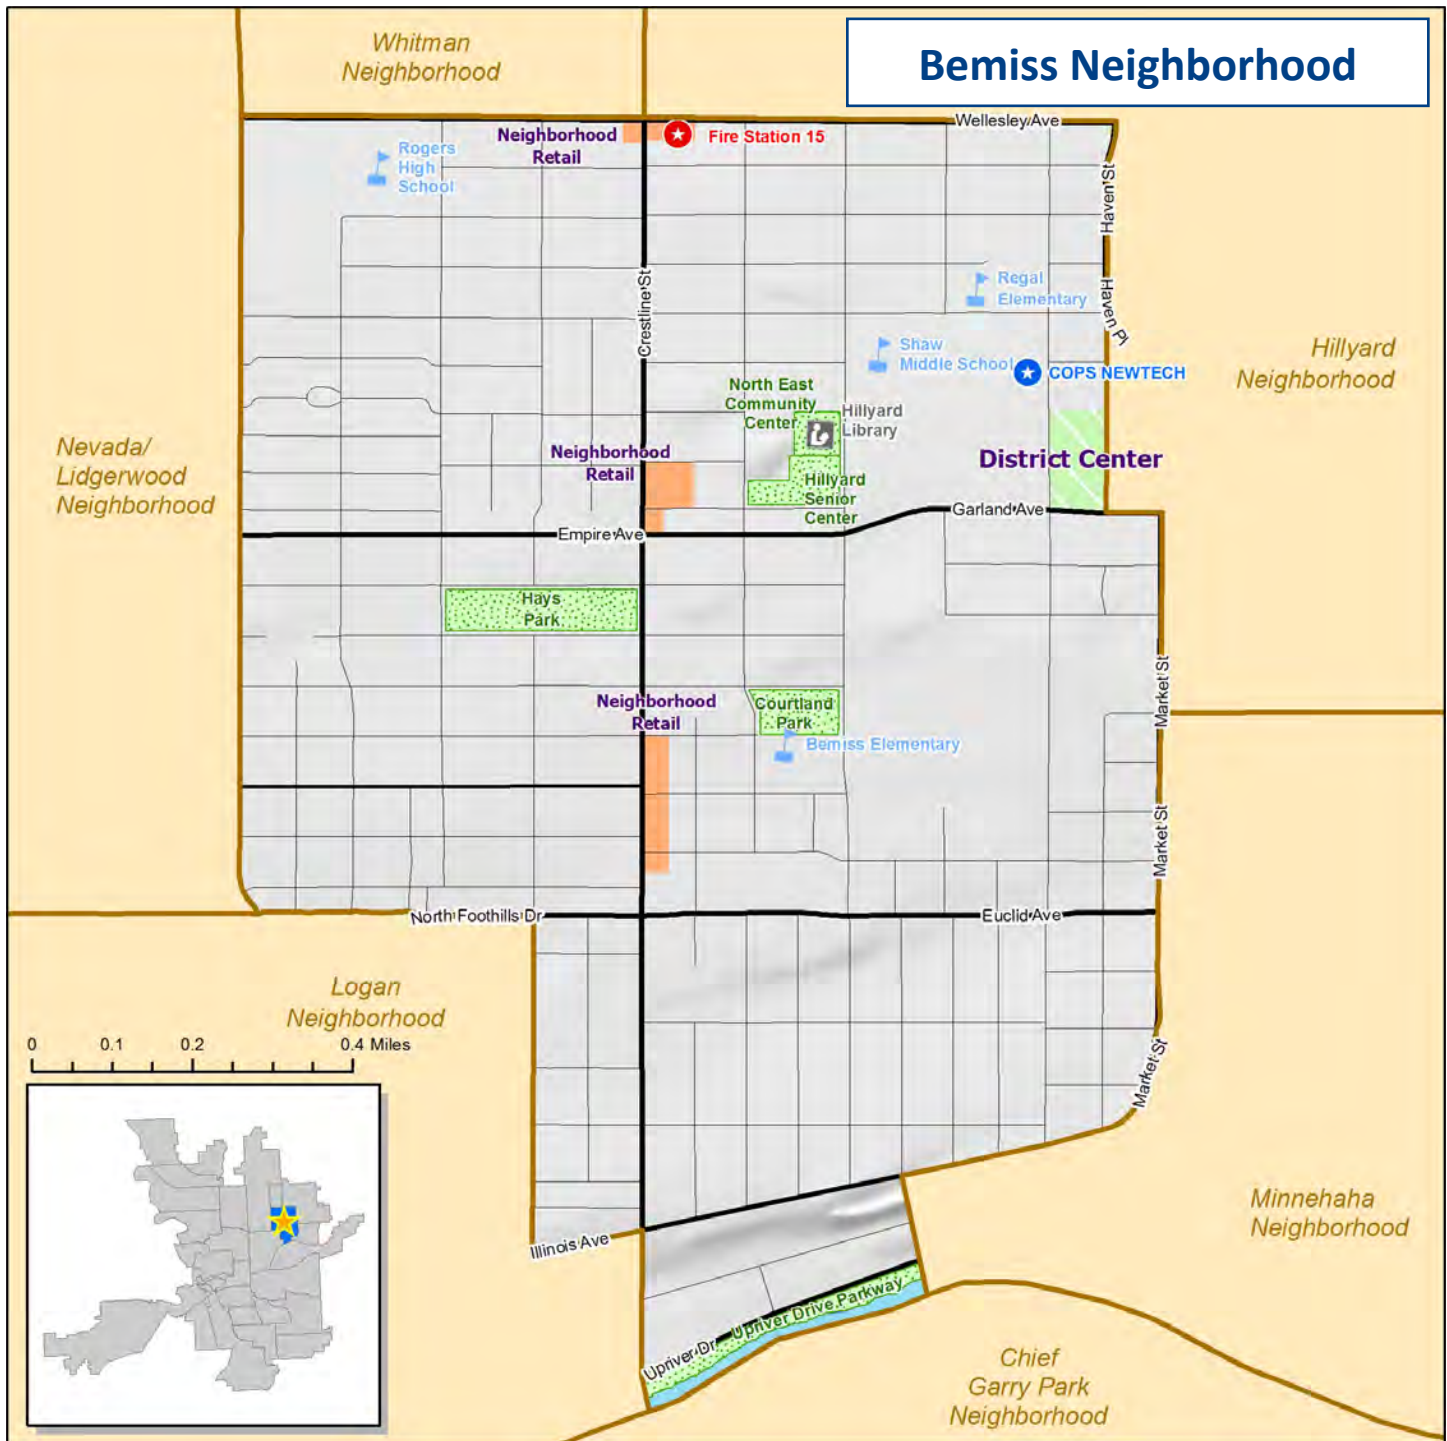 Whitman
Neighborhood
Bemiss Neighborhood
Wellesley Ave
Neighborhood
Retail
Fire Station 15
Rogers
High
School
Haven St
Crestline St
Regal
Elementary
Haven Pl
Shaw
Middle School
COPS NEWTECH
Hillyard
Neighborhood
North East
Community
Center
Hillyard
Library
Nevada/
Lidgerwood
Neighborhood
Neighborhood
Retail
District Center
Hillyard
Senior
Center
Garland Ave
Empire Ave
Hays
Park
Market St
Neighborhood
Retail
Courtland
Park
Bemiss Elementary
Market St
North Foothills Dr
Euclid Ave
Logan
Neighborhood
0 0.1 0.2 0.4 Miles
Market St
Minnehaha
Neighborhood
Illinois Ave
Upriver Drive Parkway
Upriver Dr
Chief
Garry Park
Neighborhood